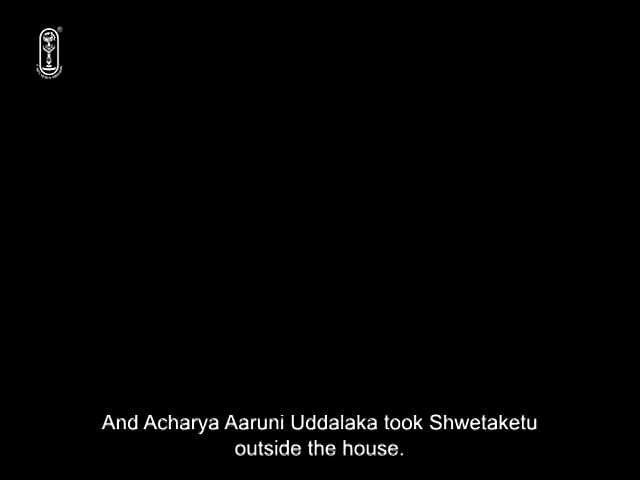 And Acharya Aaruni Uddalaka took Shwetaketu
outside the house.